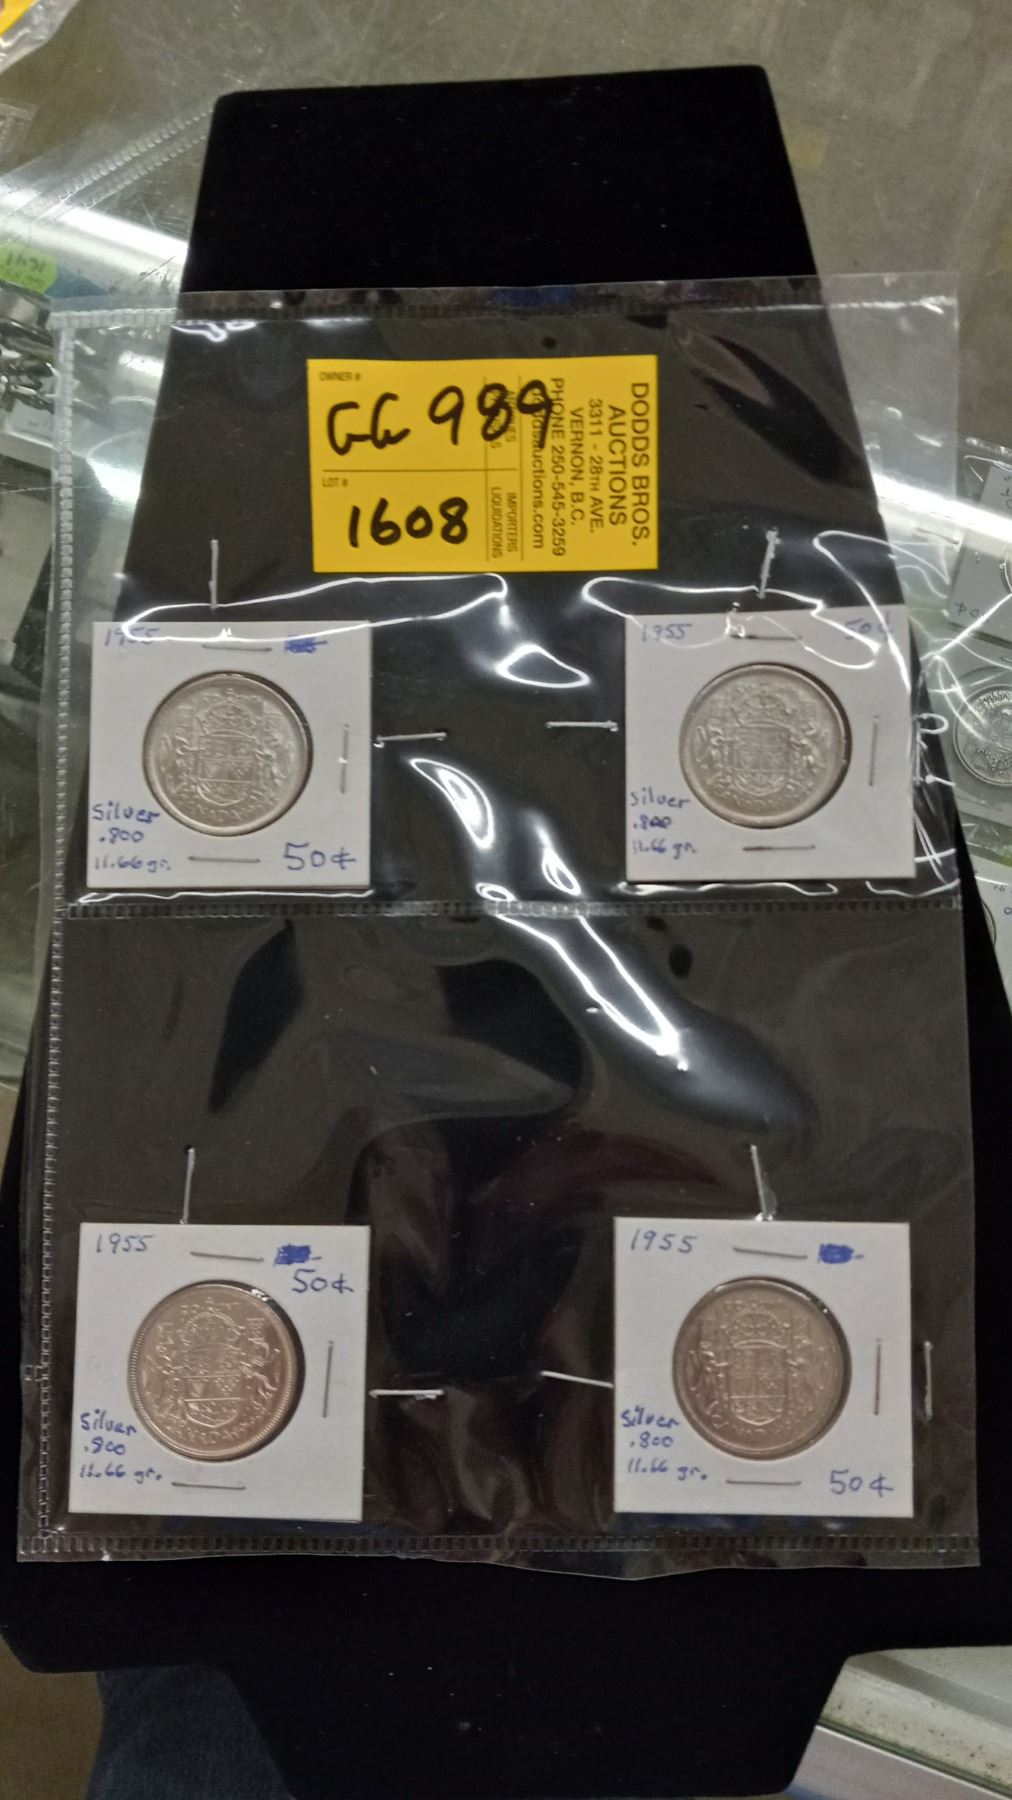 OWNER #
GG 989
LOT #
1608
DODDS BROS.
AUCTIONS
3311 - 28TH AVE.
VERNON, B.C.
PHONE 250-545-3259
doddsauctions.com
IMPORTERS
LIQUIDATIONS
1955
Silver
.800
11.66 gr.
50¢
1955
50¢
Silver
.800
11.66 gr.
1955
50¢
Silver
.800
11.66 gr.
1955
Silver
.800
11.66 gr.
50¢